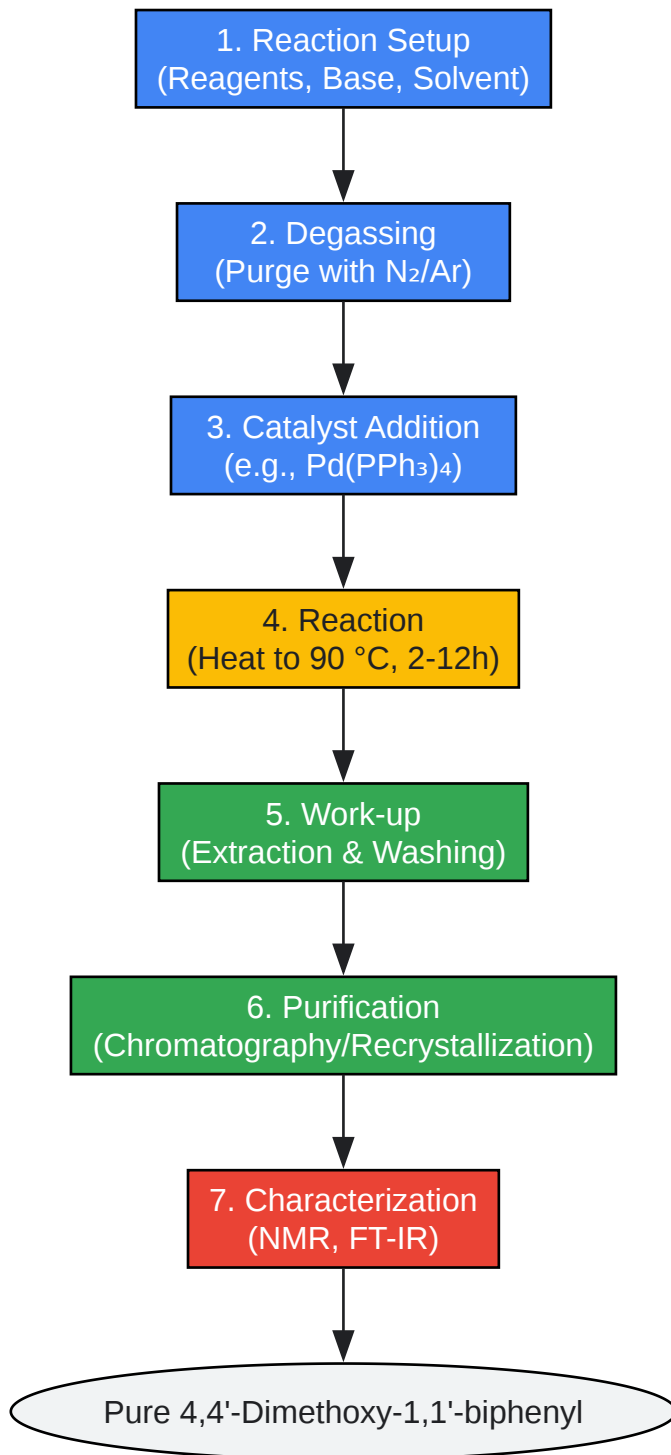 1. Reaction Setup
(Reagents, Base, Solvent)
2. Degassing
(Purge with N₂/Ar)
3. Catalyst Addition
(e.g., Pd(PPh₃)₄)
4. Reaction
(Heat to 90 °C, 2-12h)
5. Work-up
(Extraction & Washing)
6. Purification
(Chromatography/Recrystallization)
7. Characterization
(NMR, FT-IR)
Pure 4,4'-Dimethoxy-1,1'-biphenyl